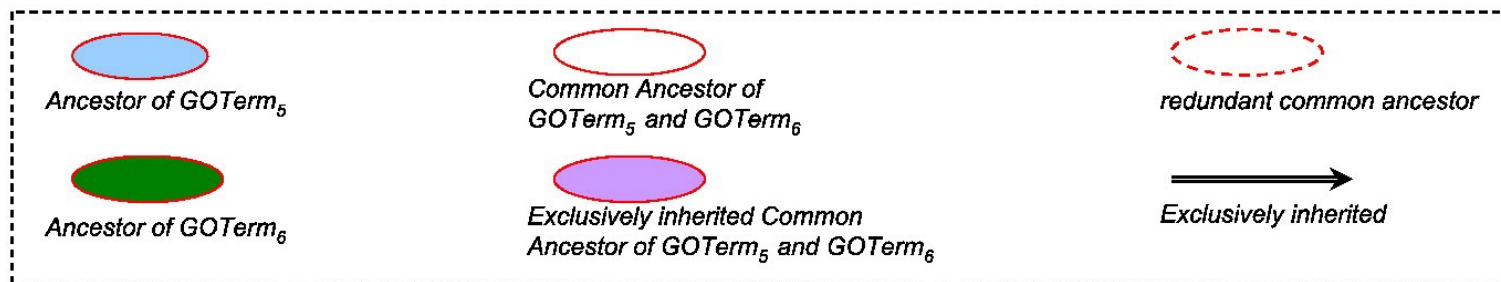 Ancestor of GOTerm5
Common Ancestor of
GOTerm5 and GOTerm6
redundant common ancestor
Ancestor of GOTerm6
Exclusively inherited Common
Ancestor of GOTerm5 and GOTerm6
Exclusively inherited